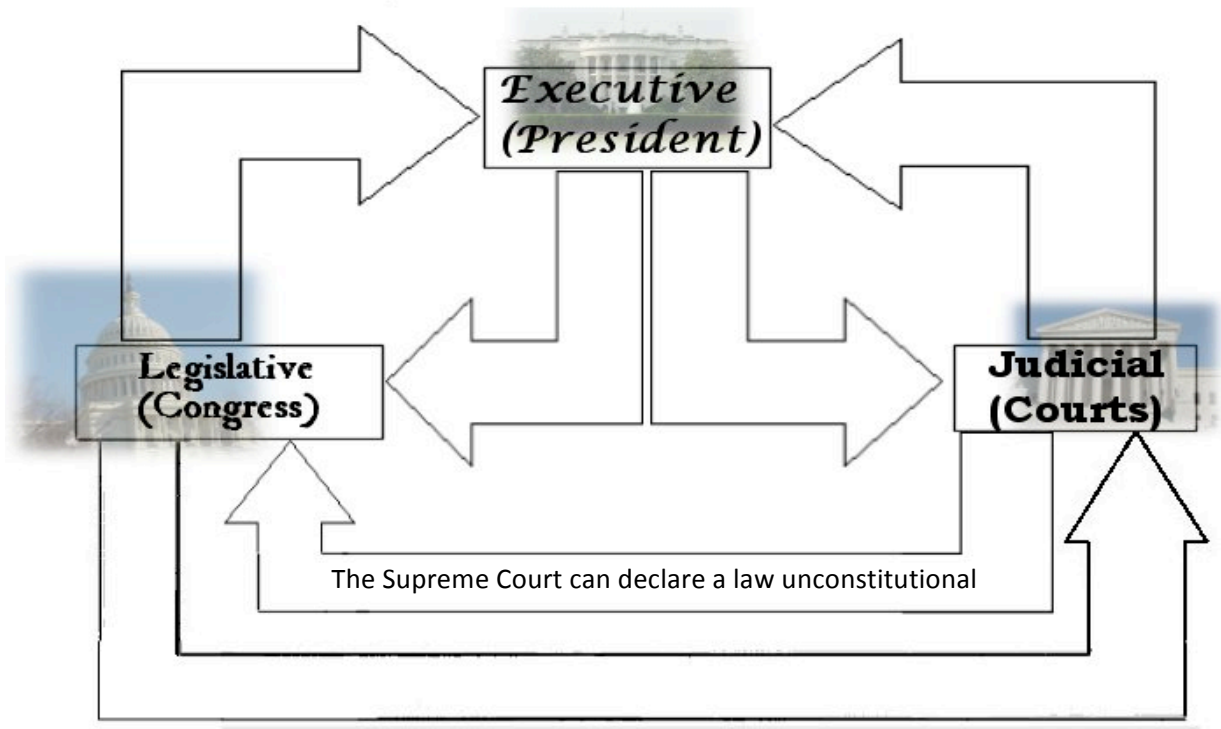 Executive
(President)
Legislative
(Congress)
Judicial
(Courts)
The Supreme Court can declare a law unconstitutional